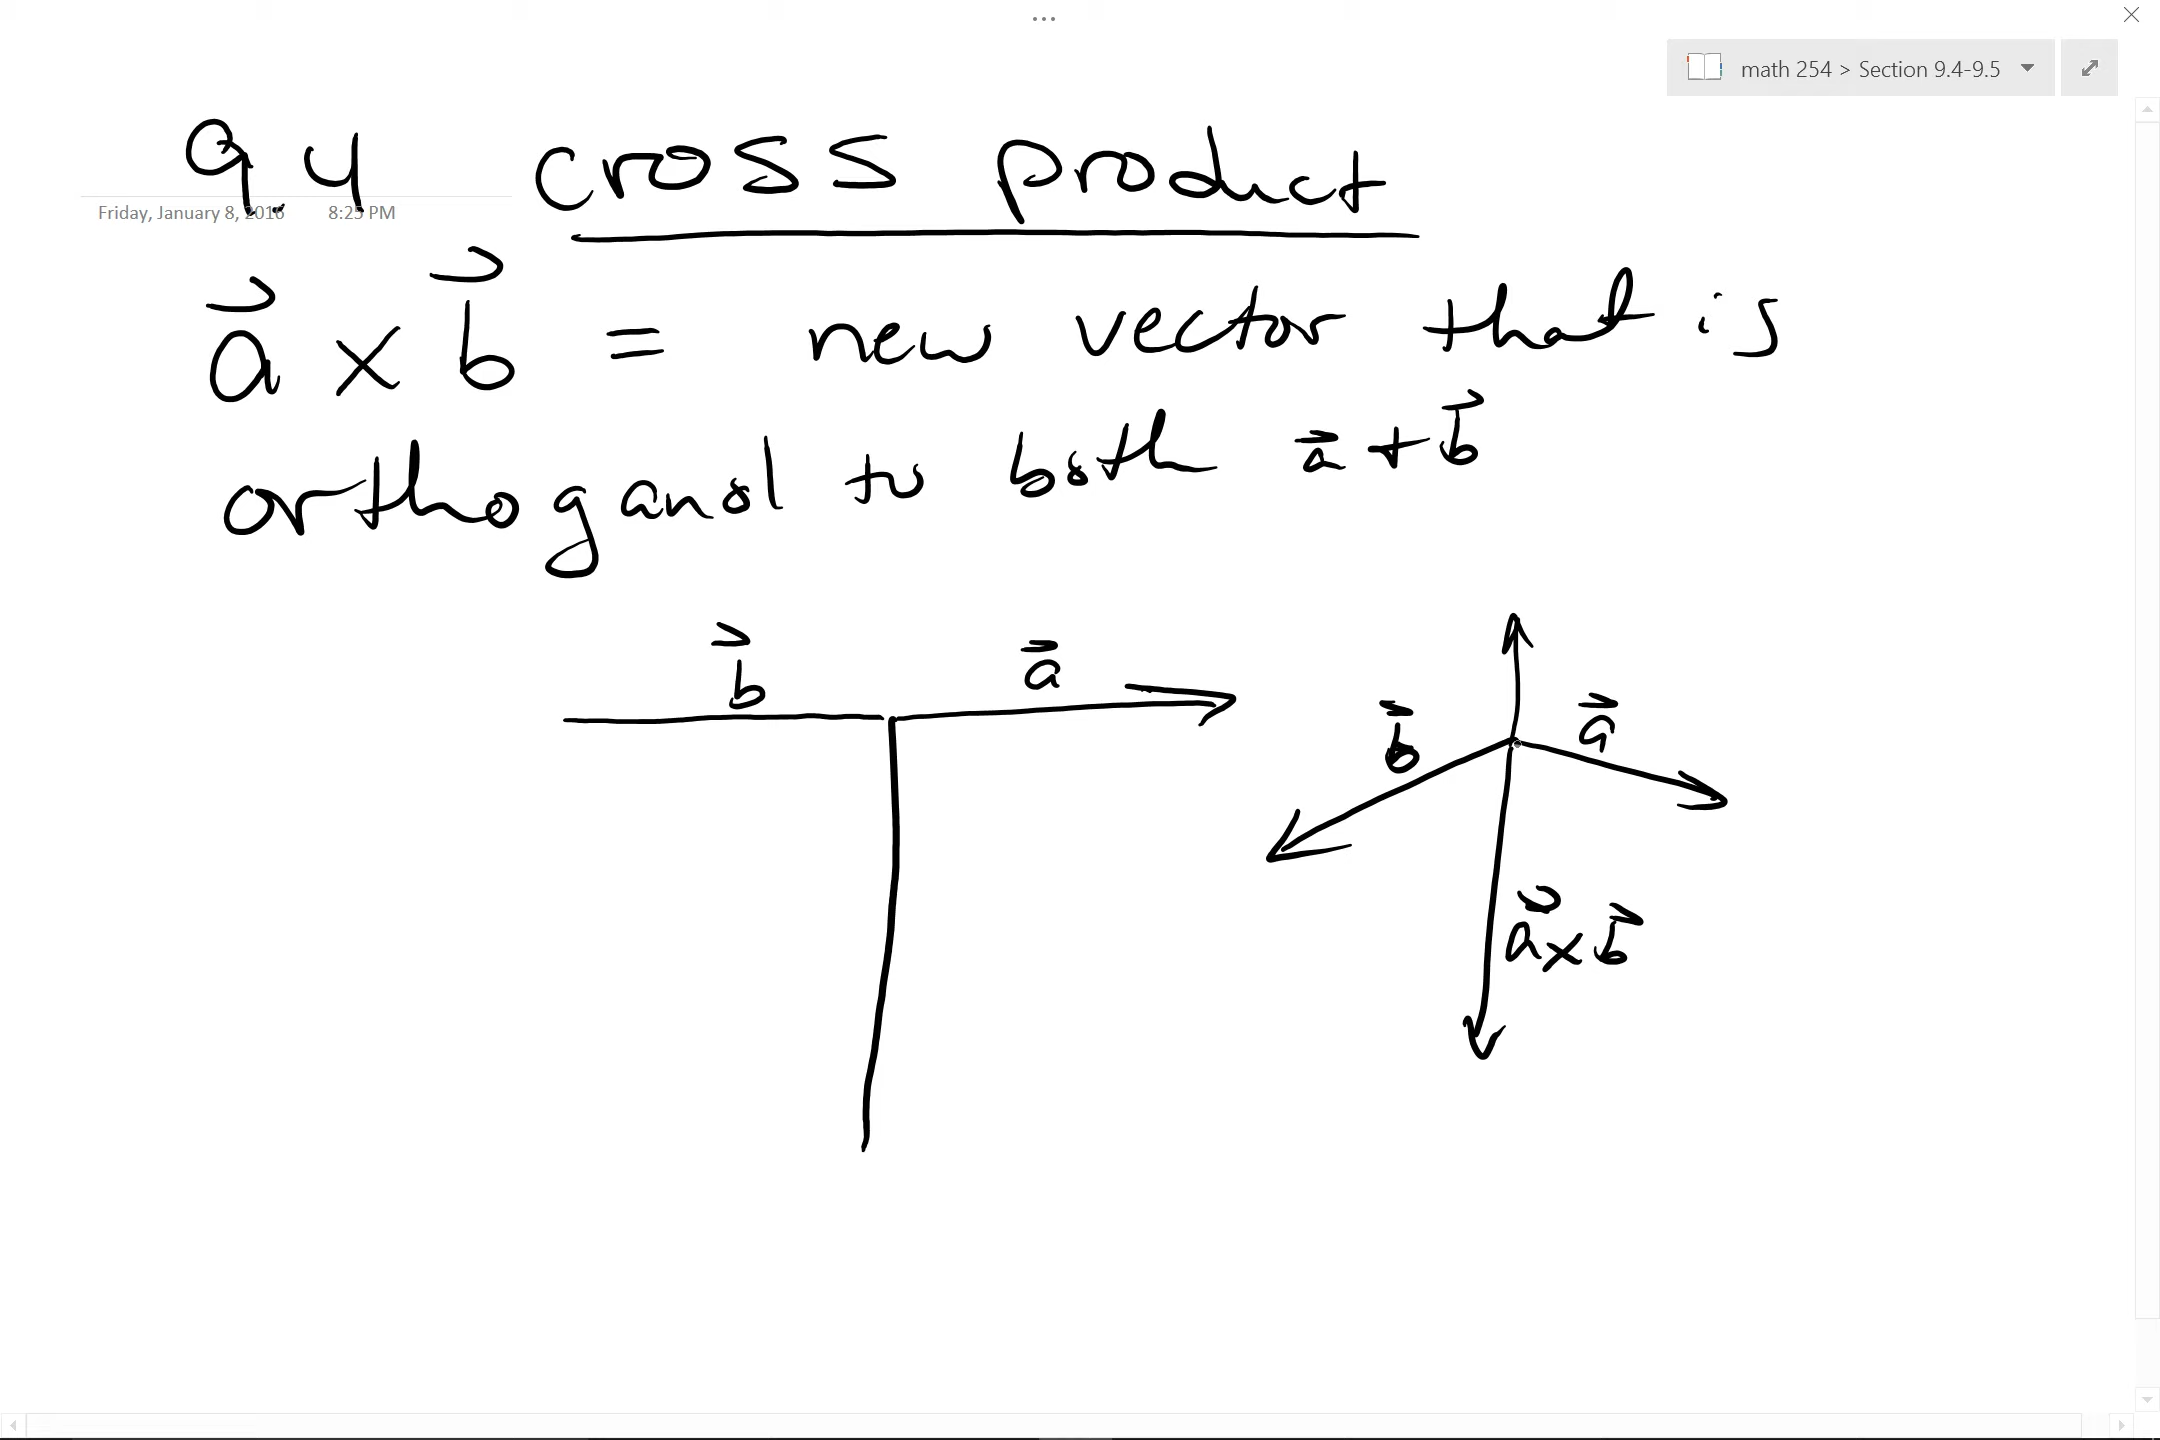 math 254 > Section 9.4-9.5
9.4 cross product
Friday, January 8, 2016 8:25 PM
a⃗ × b⃗ = new vector that is
orthoganol to both a⃗ + b⃗
b⃗ a⃗
b⃗ a⃗
a⃗ × b⃗